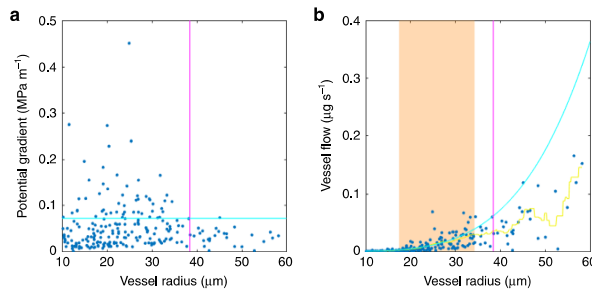 a
b
0.5
0.4
0.3
0.2
0.1
0
10 20 30 40 50 60
Potential gradient (MPa m⁻¹)
Vessel radius (μm)
0.4
0.3
0.2
0.1
0
10 20 30 40 50 60
Vessel flow (μg s⁻¹)
Vessel radius (μm)